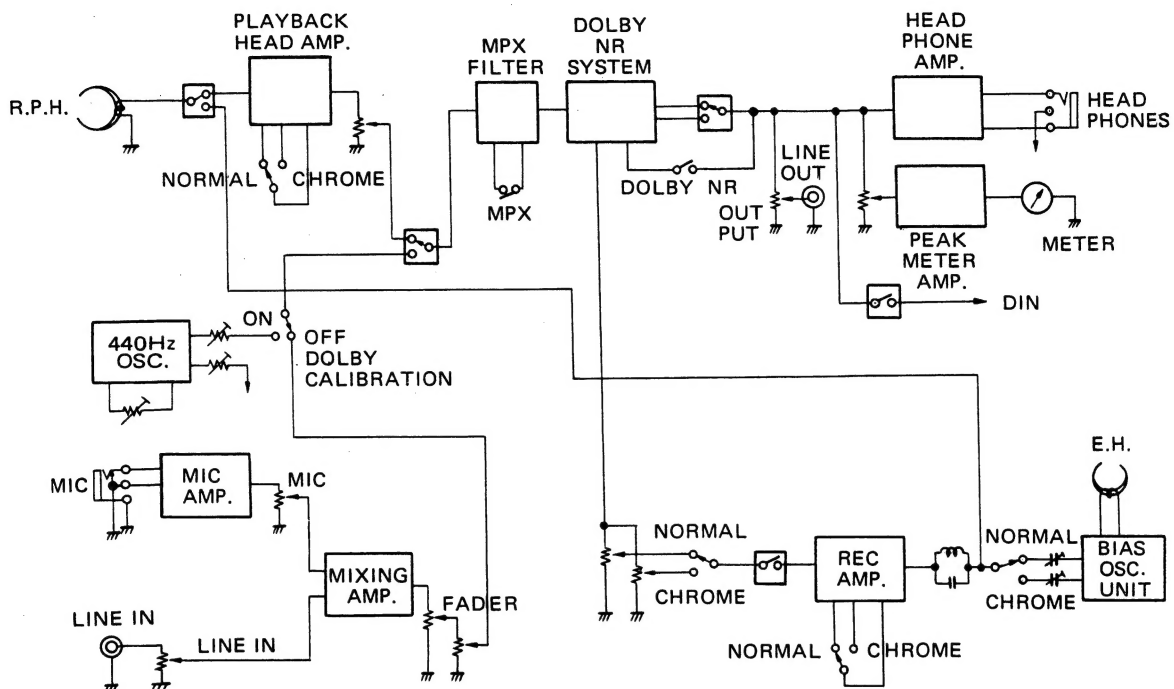 PLAYBACK
HEAD AMP.
R.P.H.
NORMAL
CHROME
MPX
FILTER
MPX
DOLBY
NR
SYSTEM
DOLBY NR
HEAD
PHONE
AMP.
HEAD
PHONES
LINE
OUT
OUT
PUT
PEAK
METER
AMP.
METER
DIN
440Hz
OSC.
ON
OFF
DOLBY
CALIBRATION
MIC
MIC
AMP.
MIC
MIXING
AMP.
FADER
LINE IN
LINE IN
NORMAL
CHROME
REC
AMP.
NORMAL
CHROME
NORMAL
CHROME
E.H.
BIAS
OSC.
UNIT